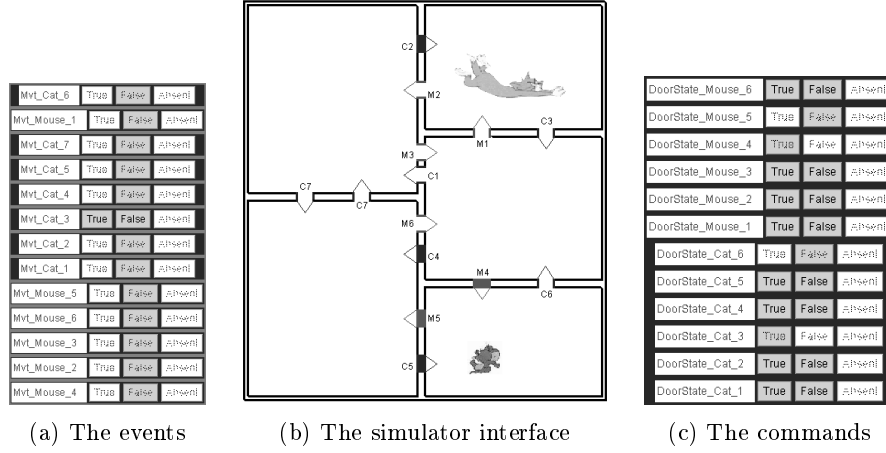 Mvt_Cat_6 True False Absent
Mvt_Mouse_1 True False Absent
Mvt_Cat_7 True False Absent
Mvt_Cat_5 True False Absent
Mvt_Cat_4 True False Absent
Mvt_Cat_3 True False Absent
Mvt_Cat_2 True False Absent
Mvt_Cat_1 True False Absent
Mvt_Mouse_5 True False Absent
Mvt_Mouse_6 True False Absent
Mvt_Mouse_3 True False Absent
Mvt_Mouse_2 True False Absent
Mvt_Mouse_4 True False Absent
(a) The events
C2
M2
C3
M1
M3
C1
C7
C7
M6
C4
M4
C6
M5
C5
(b) The simulator interface
DoorState_Mouse_6 True False Absent
DoorState_Mouse_5 True False Absent
DoorState_Mouse_4 True False Absent
DoorState_Mouse_3 True False Absent
DoorState_Mouse_2 True False Absent
DoorState_Mouse_1 True False Absent
DoorState_Cat_6 True False Absent
DoorState_Cat_5 True False Absent
DoorState_Cat_4 True False Absent
DoorState_Cat_3 True False Absent
DoorState_Cat_2 True False Absent
DoorState_Cat_1 True False Absent
(c) The commands